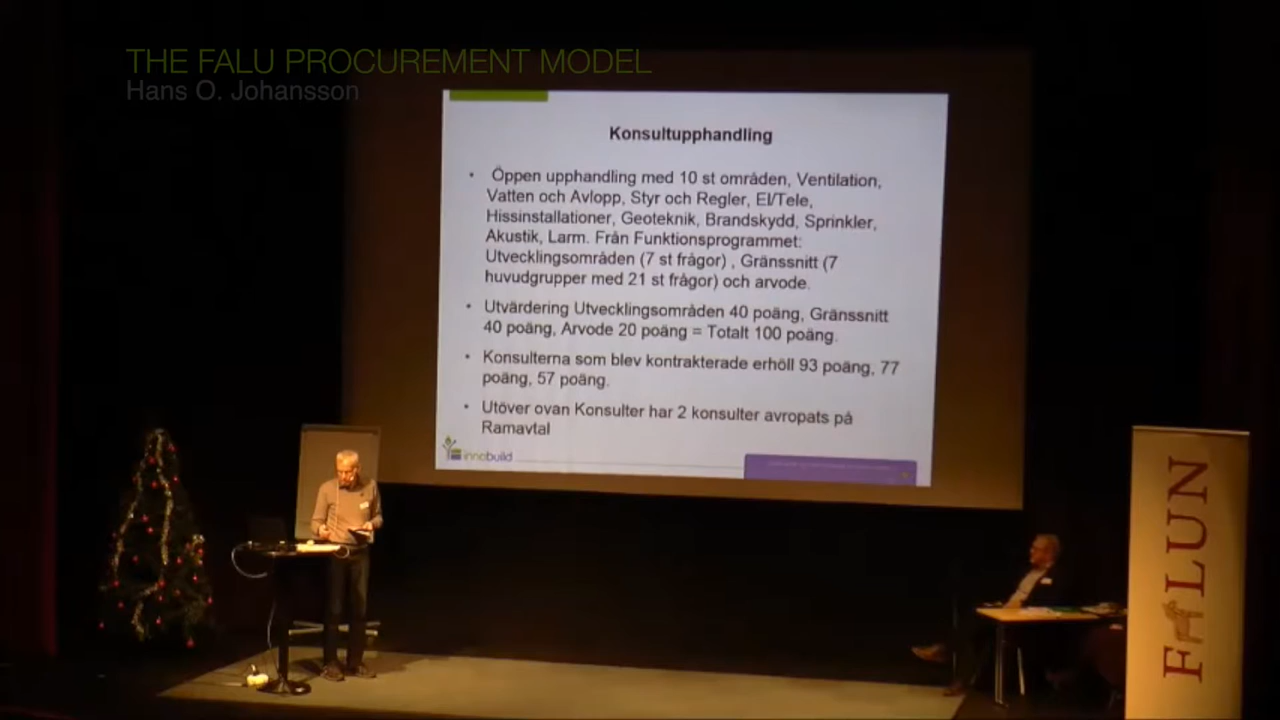 THE FALU PROCUREMENT MODEL
Hans O. Johansson
Konsultupphandling
• Öppen upphandling med 10 st områden, Ventilation,
Vatten och Avlopp, Styr och Regler, El/Tele,
Hissinstallationer, Geoteknik, Brandskydd, Sprinkler,
Akustik, Larm. Från Funktionsprogrammet:
Utvecklingsområden (7 st frågor) , Gränssnitt (7
huvudgrupper med 21 st frågor) och arvode.
• Utvärdering Utvecklingsområden 40 poäng, Gränssnitt
40 poäng, Arvode 20 poäng = Totalt 100 poäng.
• Konsulterna som blev kontrakterade erhöll 93 poäng, 77
poäng, 57 poäng.
• Utöver ovan Konsulter har 2 konsulter avropats på
Ramavtal
innobuild
FALUN